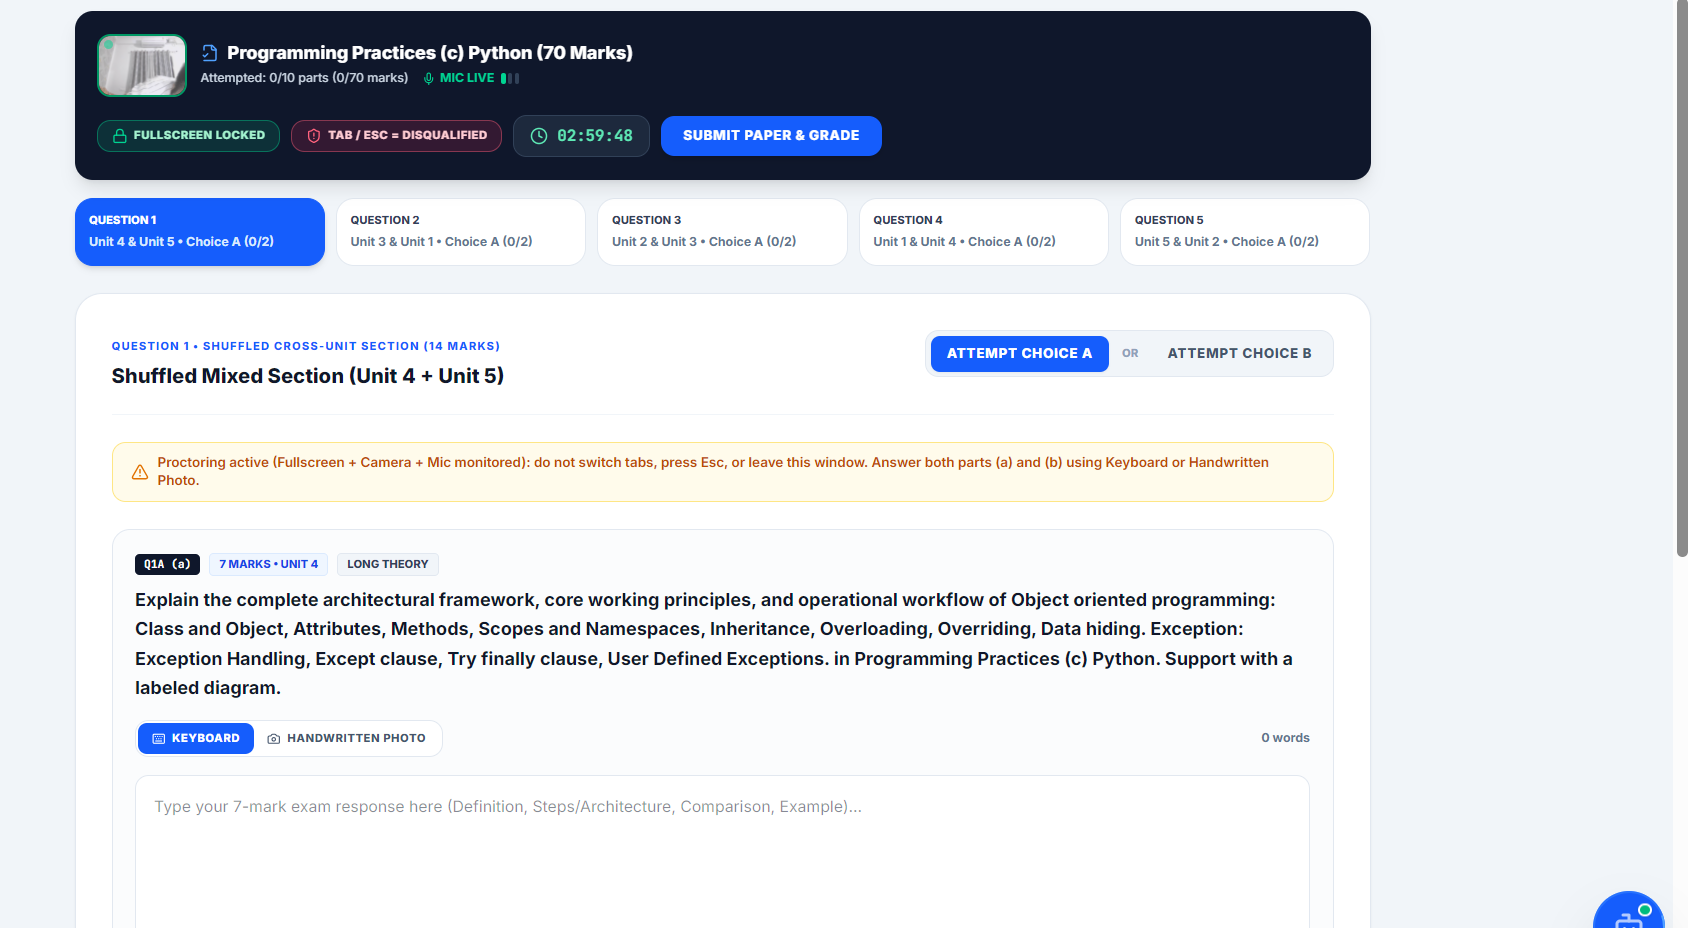 Programming Practices (c) Python (70 Marks)
Attempted: 0/10 parts (0/70 marks) MIC LIVE
FULLSCREEN LOCKED
TAB / ESC = DISQUALIFIED
02:59:48
SUBMIT PAPER & GRADE
QUESTION 1
Unit 4 & Unit 5 • Choice A (0/2)
QUESTION 2
Unit 3 & Unit 1 • Choice A (0/2)
QUESTION 3
Unit 2 & Unit 3 • Choice A (0/2)
QUESTION 4
Unit 1 & Unit 4 • Choice A (0/2)
QUESTION 5
Unit 5 & Unit 2 • Choice A (0/2)
QUESTION 1 • SHUFFLED CROSS-UNIT SECTION (14 MARKS)
Shuffled Mixed Section (Unit 4 + Unit 5)
ATTEMPT CHOICE A OR ATTEMPT CHOICE B
Proctoring active (Fullscreen + Camera + Mic monitored): do not switch tabs, press Esc, or leave this window. Answer both parts (a) and (b) using Keyboard or Handwritten
Photo.
Q1A (a) 7 MARKS • UNIT 4 LONG THEORY
Explain the complete architectural framework, core working principles, and operational workflow of Object oriented programming:
Class and Object, Attributes, Methods, Scopes and Namespaces, Inheritance, Overloading, Overriding, Data hiding. Exception:
Exception Handling, Except clause, Try finally clause, User Defined Exceptions. in Programming Practices (c) Python. Support with a
labeled diagram.
KEYBOARD HANDWRITTEN PHOTO 0 words
Type your 7-mark exam response here (Definition, Steps/Architecture, Comparison, Example)...